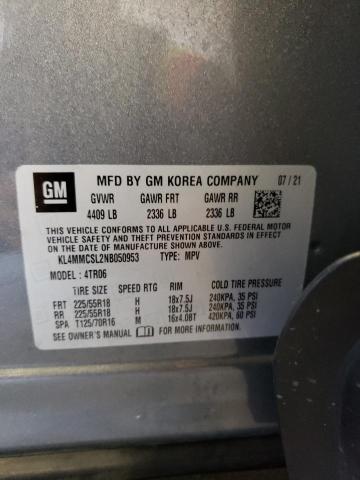 GM
MFD BY GM KOREA COMPANY 07/21
GVWR GAWR FRT GAWR RR
4409 LB 2336 LB 2336 LB
THIS VEHICLE CONFORMS TO ALL APPLICABLE U.S. FEDERAL MOTOR
VEHICLE SAFETY, BUMPER, AND THEFT PREVENTION STANDARDS IN
EFFECT ON THE DATE OF MANUFACTURE SHOWN ABOVE.
KL4MMCSL2NB050953 TYPE: MPV
MODEL: 4TR06
TIRE SIZE SPEED RTG RIM COLD TIRE PRESSURE
FRT 225/55R18 H 18x7.5J 240KPA, 35 PSI
RR 225/55R18 H 18x7.5J 240KPA, 35 PSI
SPA T125/70R16 M 16x4.0BT 420KPA, 60 PSI
SEE OWNER'S MANUAL FOR ADDITIONAL INFORMATION.